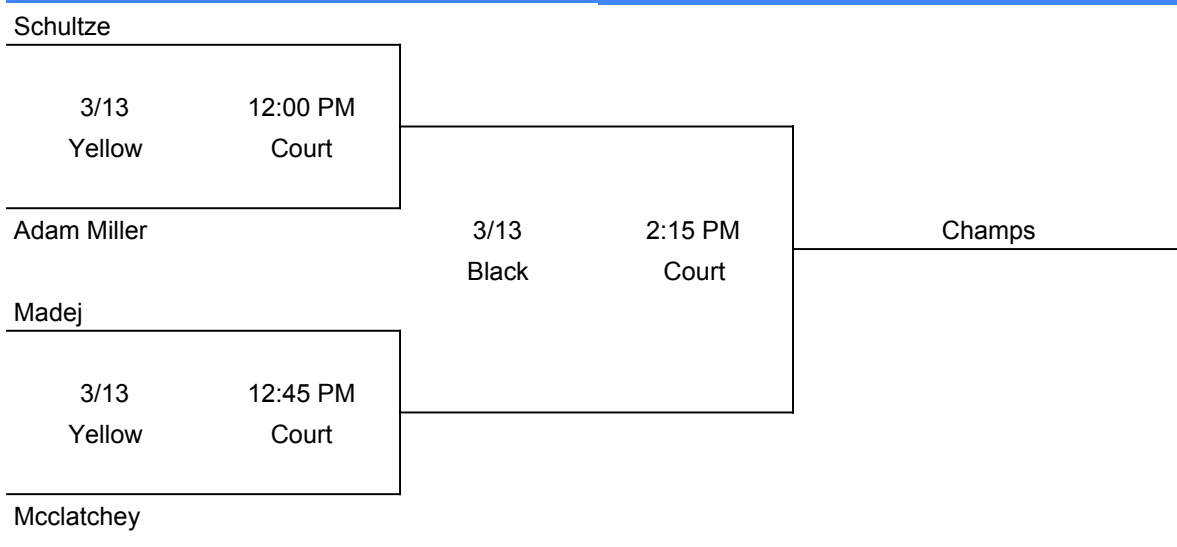 Schultze
3/13 12:00 PM
Yellow Court
Adam Miller
3/13 2:15 PM
Black Court
Champs
Madej
3/13 12:45 PM
Yellow Court
Mcclatchey